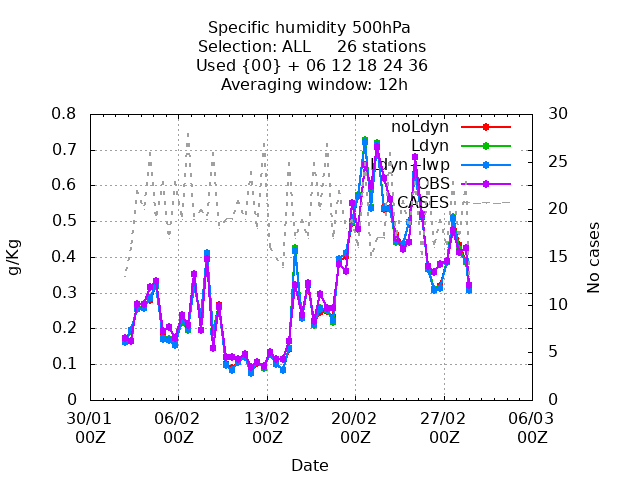 Specific humidity 500hPa
Selection: ALL 26 stations
Used {00} + 06 12 18 24 36
Averaging window: 12h
0.8
0.7
0.6
0.5
0.4
0.3
0.2
0.1
0
g/Kg
30
25
20
15
10
5
0
No cases
noLdyn
Ldyn
Ldyn+lwp
OBS
CASES
30/01 06/02 13/02 20/02 27/02 06/03
00Z 00Z 00Z 00Z 00Z 00Z
Date